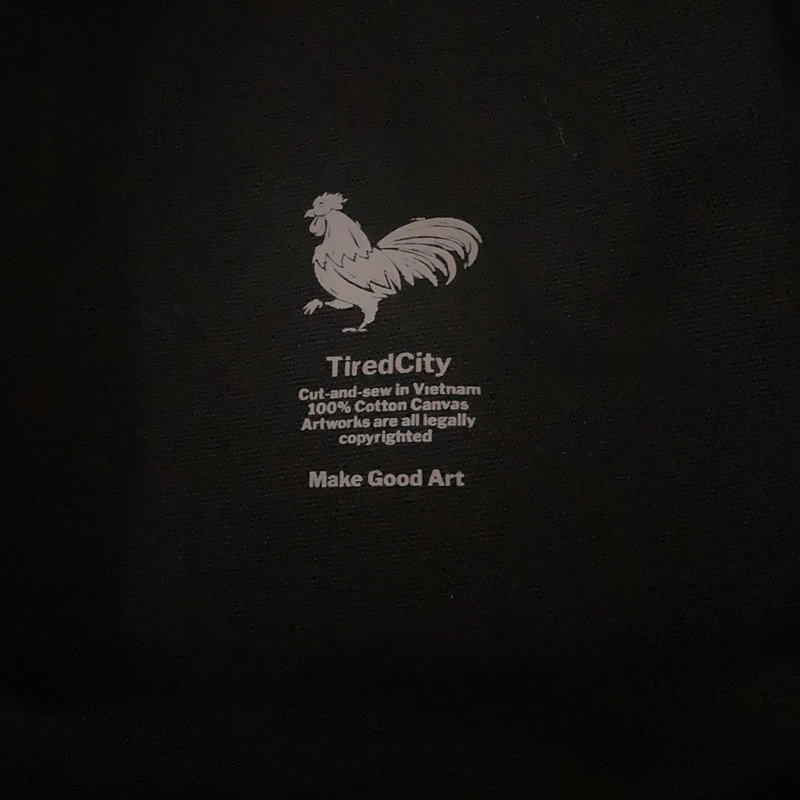 TiredCity
Cut-and-sew in Vietnam
100% Cotton Canvas
Artworks are all legally
copyrighted
Make Good Art